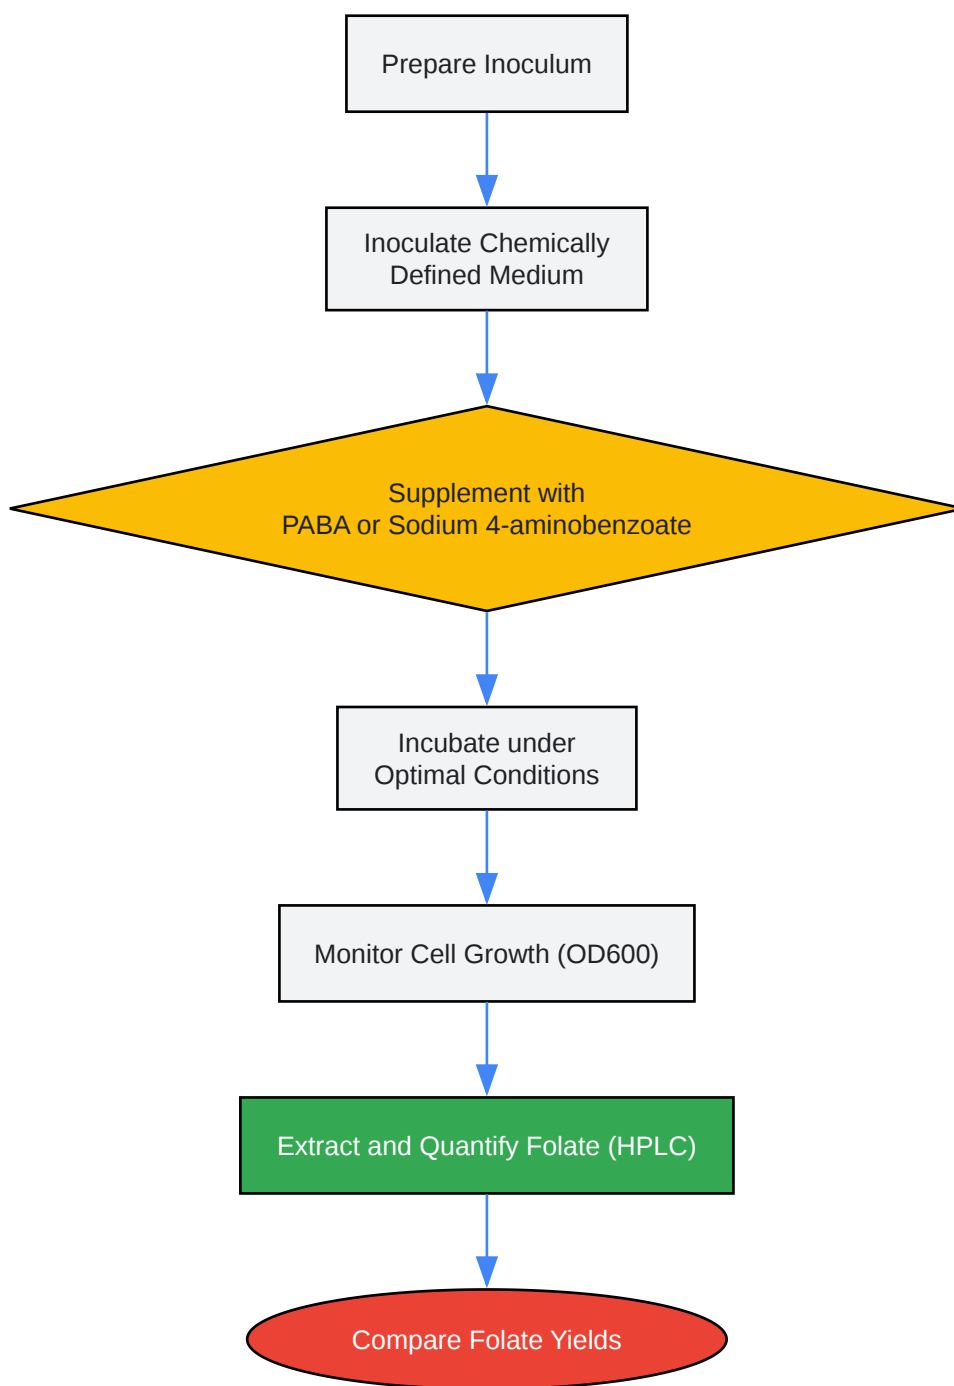 Prepare Inoculum
Inoculate Chemically
Defined Medium
Supplement with
PABA or Sodium 4-aminobenzoate
Incubate under
Optimal Conditions
Monitor Cell Growth (OD600)
Extract and Quantify Folate (HPLC)
Compare Folate Yields